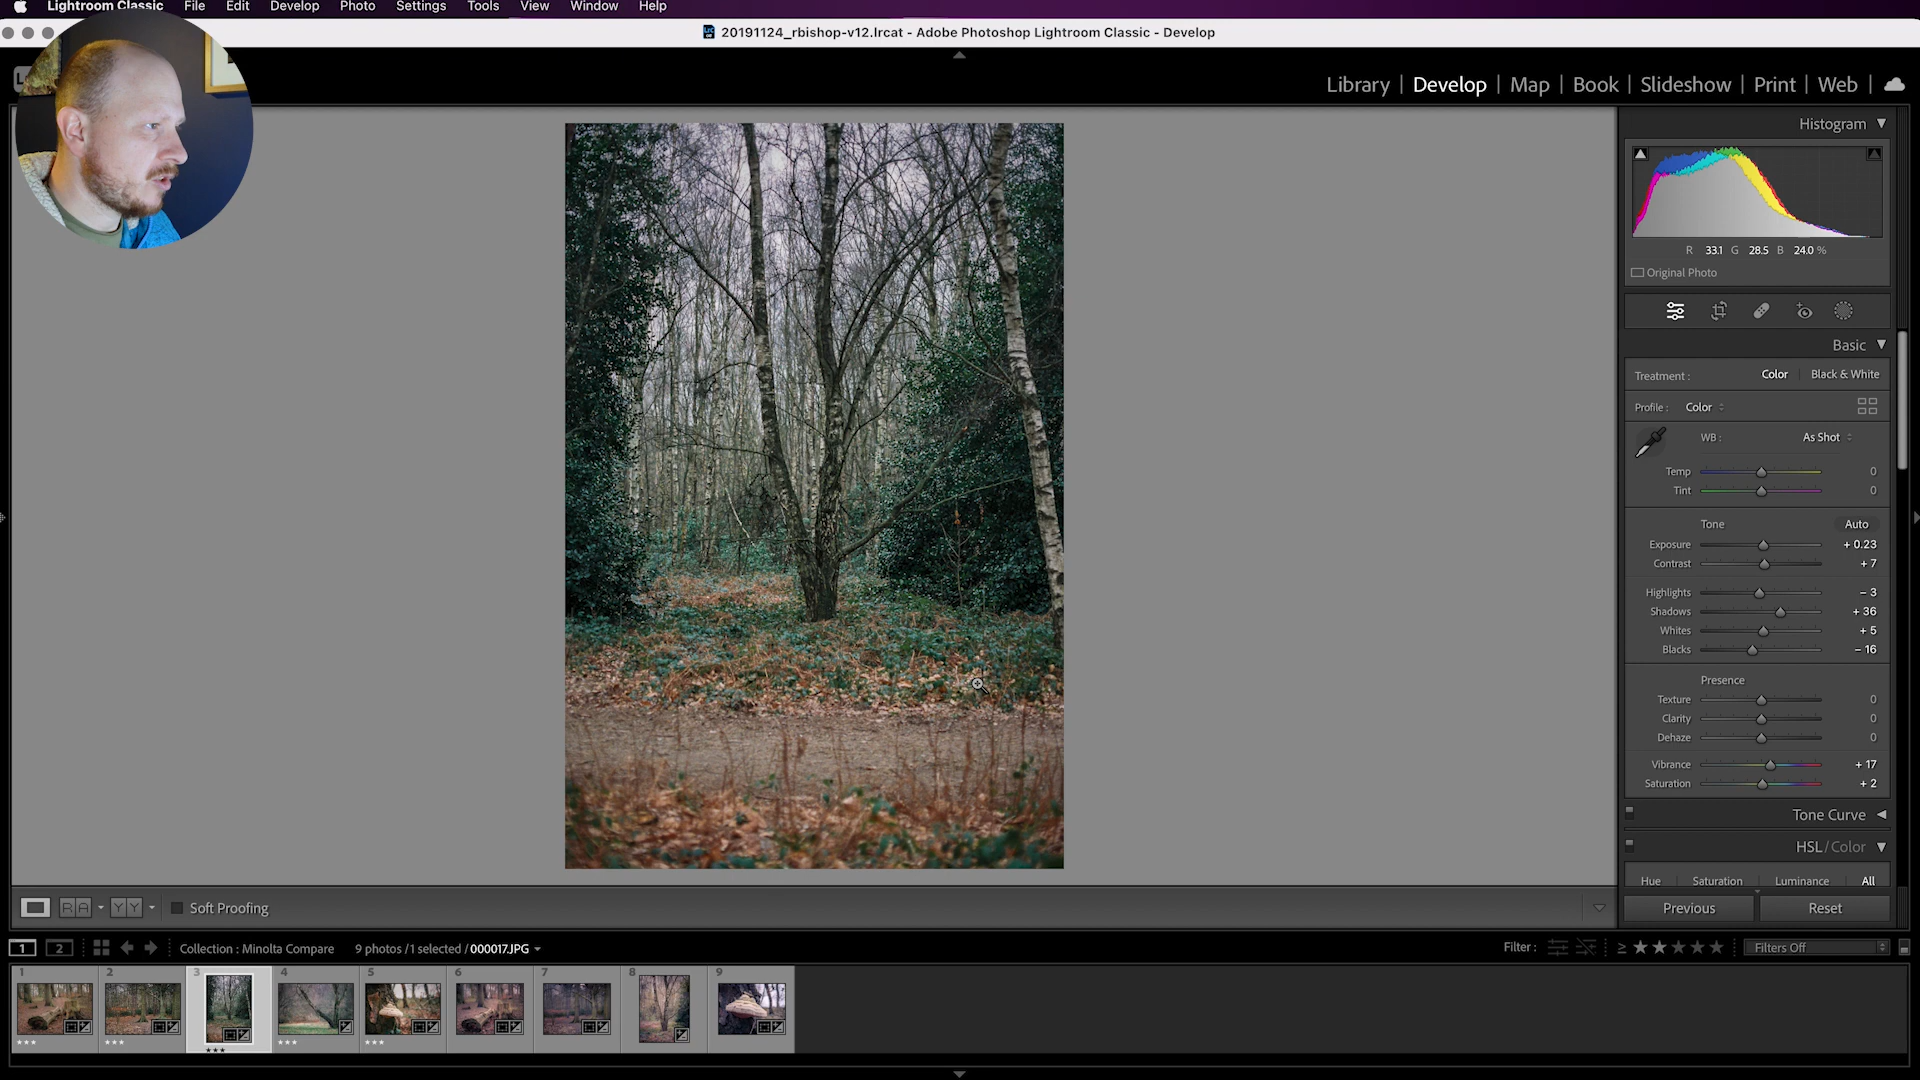 Lightroom Classic File Edit Develop Photo Settings Tools View Window Help
20191124_rbishop-v12.lrcat - Adobe Photoshop Lightroom Classic - Develop
Library | Develop | Map | Book | Slideshow | Print | Web
Histogram
R 33.1 G 28.5 B 24.0 %
Original Photo
Basic
Treatment : Color Black & White
Profile : Color
WB : As Shot
Temp 0
Tint 0
Tone Auto
Exposure + 0.23
Contrast + 7
Highlights – 3
Shadows + 36
Whites + 5
Blacks – 16
Presence
Texture 0
Clarity 0
Dehaze 0
Vibrance + 17
Saturation + 2
Tone Curve
HSL / Color
Hue Saturation Luminance All
RA YY Soft Proofing
Previous Reset
1 2 Collection : Minolta Compare 9 photos / 1 selected / 000017.JPG Filter : ≥ ★★★★★ Filters Off
1 2 3 4 5 6 7 8 9